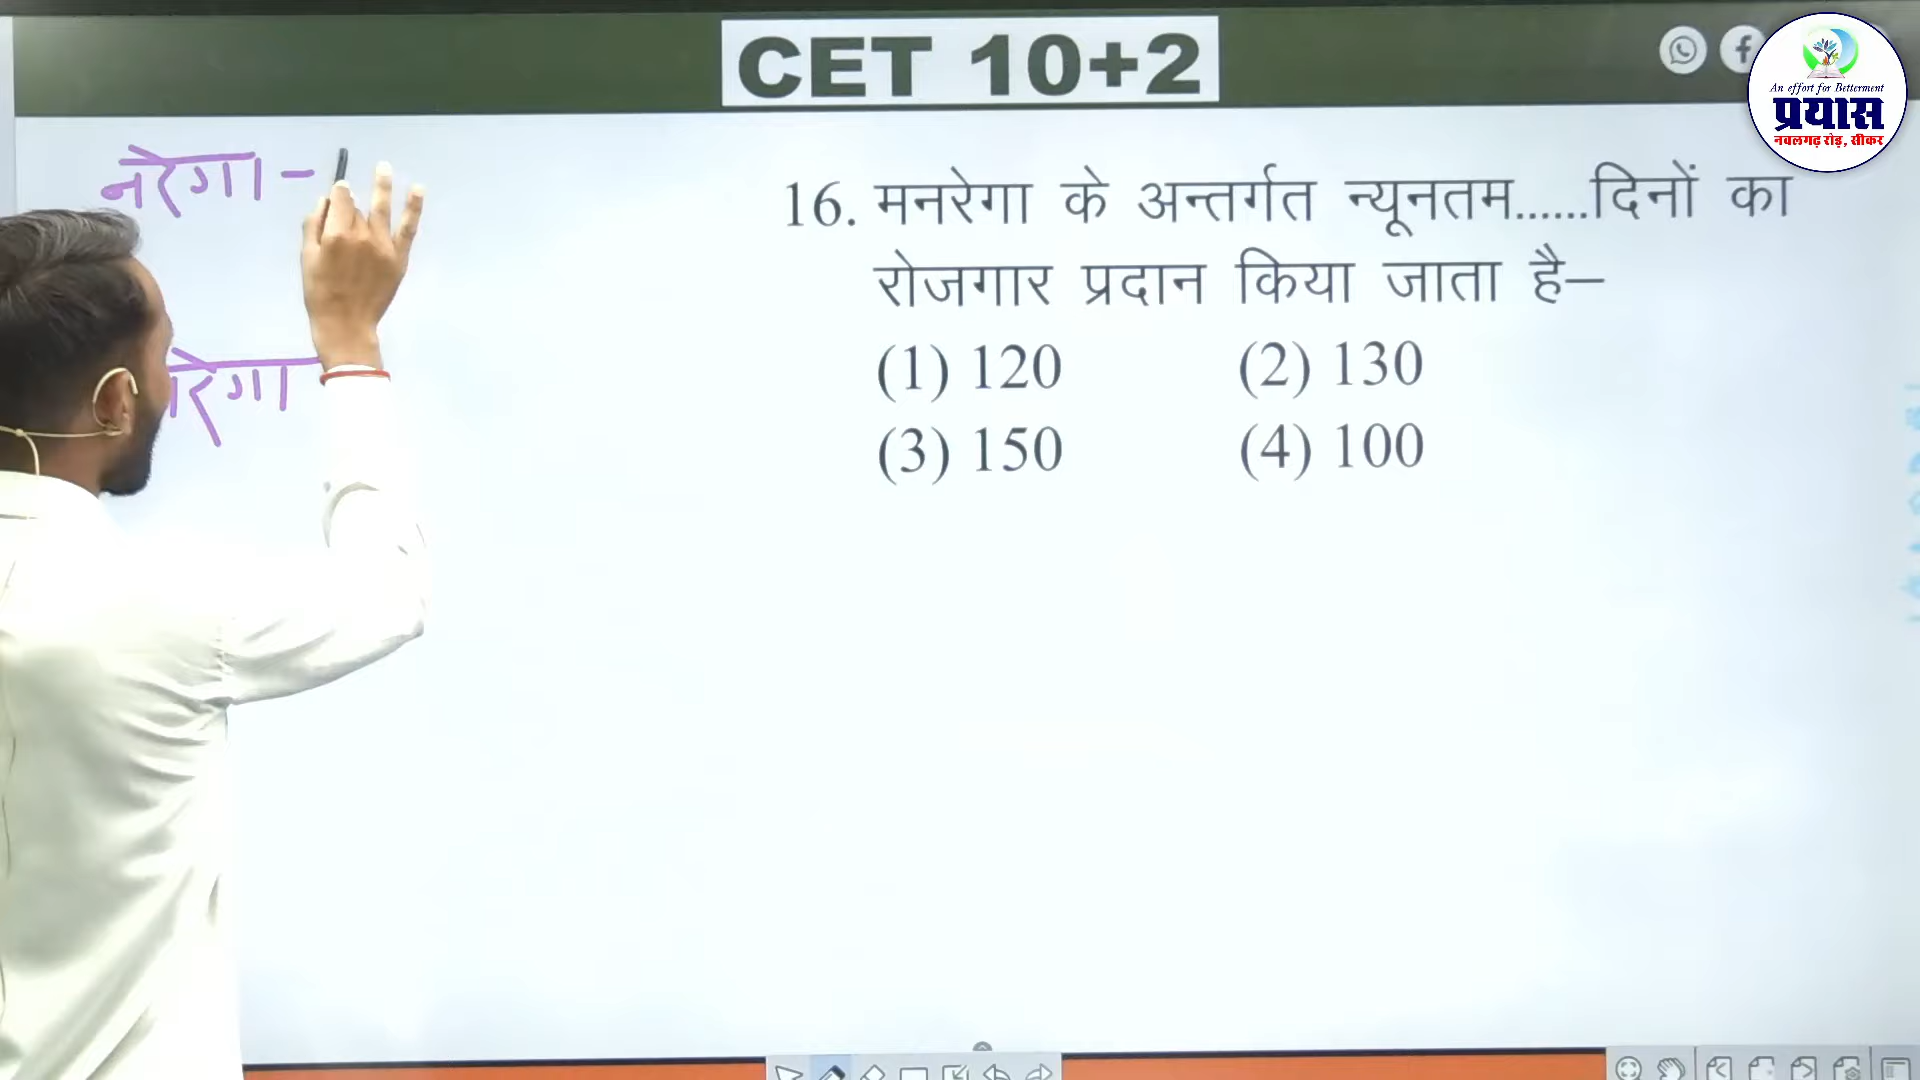 CET 10+2
An effort for Betterment
प्रयास
नवलगढ़ रोड़, सीकर
नरेगा -
रेगा
16. मनरेगा के अन्तर्गत न्यूनतम......दिनों का
रोजगार प्रदान किया जाता है–
(1) 120 (2) 130
(3) 150 (4) 100